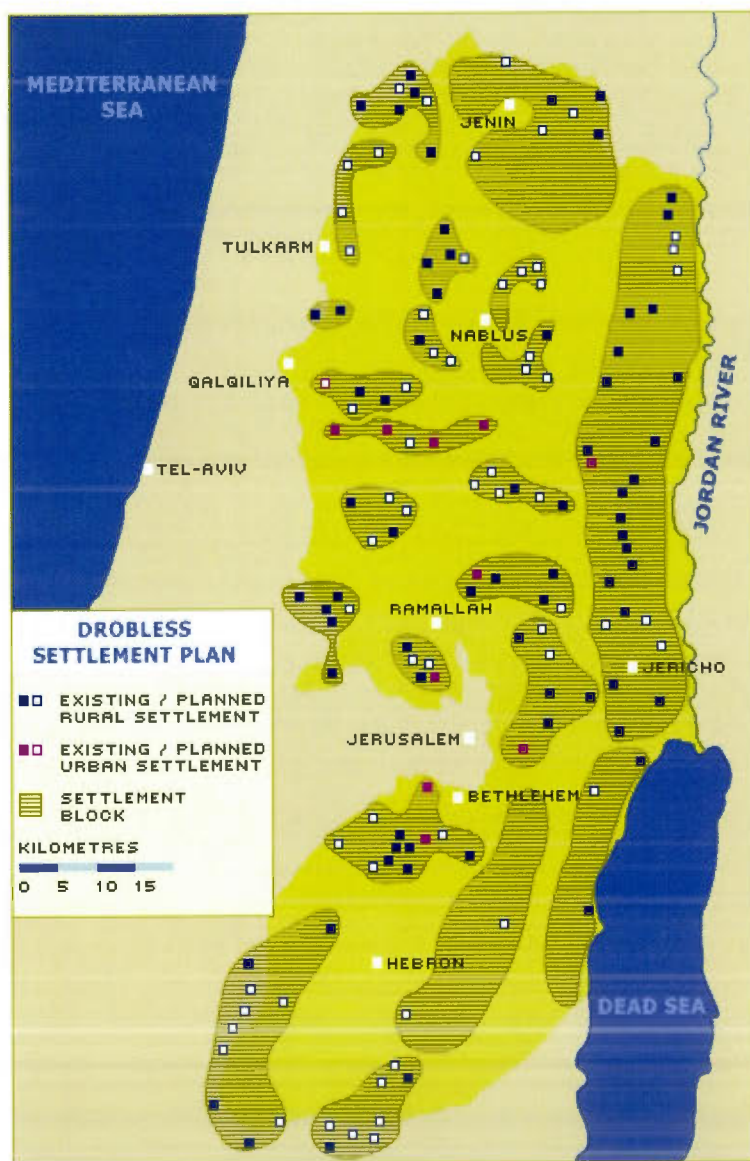 MEDITERRANEAN
SEA
JENIN
TULKARM
NABLUS
QALQILIYA
TEL-AVIV
JORDAN RIVER
RAMALLAH
DROBLESS
SETTLEMENT PLAN
EXISTING / PLANNED
RURAL SETTLEMENT
EXISTING / PLANNED
URBAN SETTLEMENT
SETTLEMENT
BLOCK
KILOMETRES
0 5 10 15
JERICHO
JERUSALEM
BETHLEHEM
HEBRON
DEAD SEA